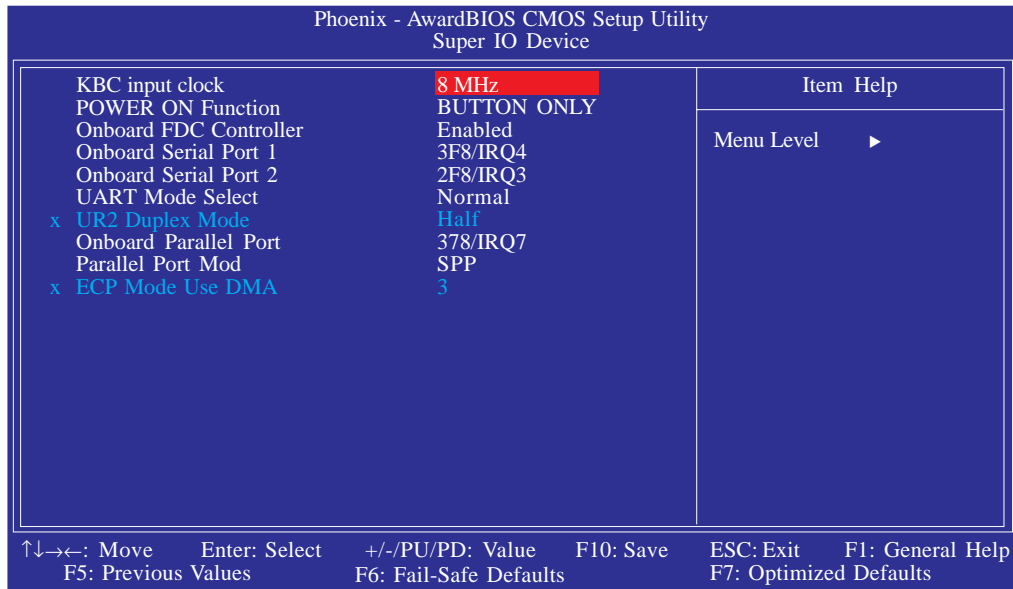 Phoenix - AwardBIOS CMOS Setup Utility
Super IO Device
KBC input clock 8 MHz
POWER ON Function BUTTON ONLY
Onboard FDC Controller Enabled
Onboard Serial Port 1 3F8/IRQ4
Onboard Serial Port 2 2F8/IRQ3
UART Mode Select Normal
x UR2 Duplex Mode Half
Onboard Parallel Port 378/IRQ7
Parallel Port Mod SPP
x ECP Mode Use DMA 3
Item Help
Menu Level ▶
↑↓→←: Move Enter: Select +/-/PU/PD: Value F10: Save ESC: Exit F1: General Help
F5: Previous Values F6: Fail-Safe Defaults F7: Optimized Defaults